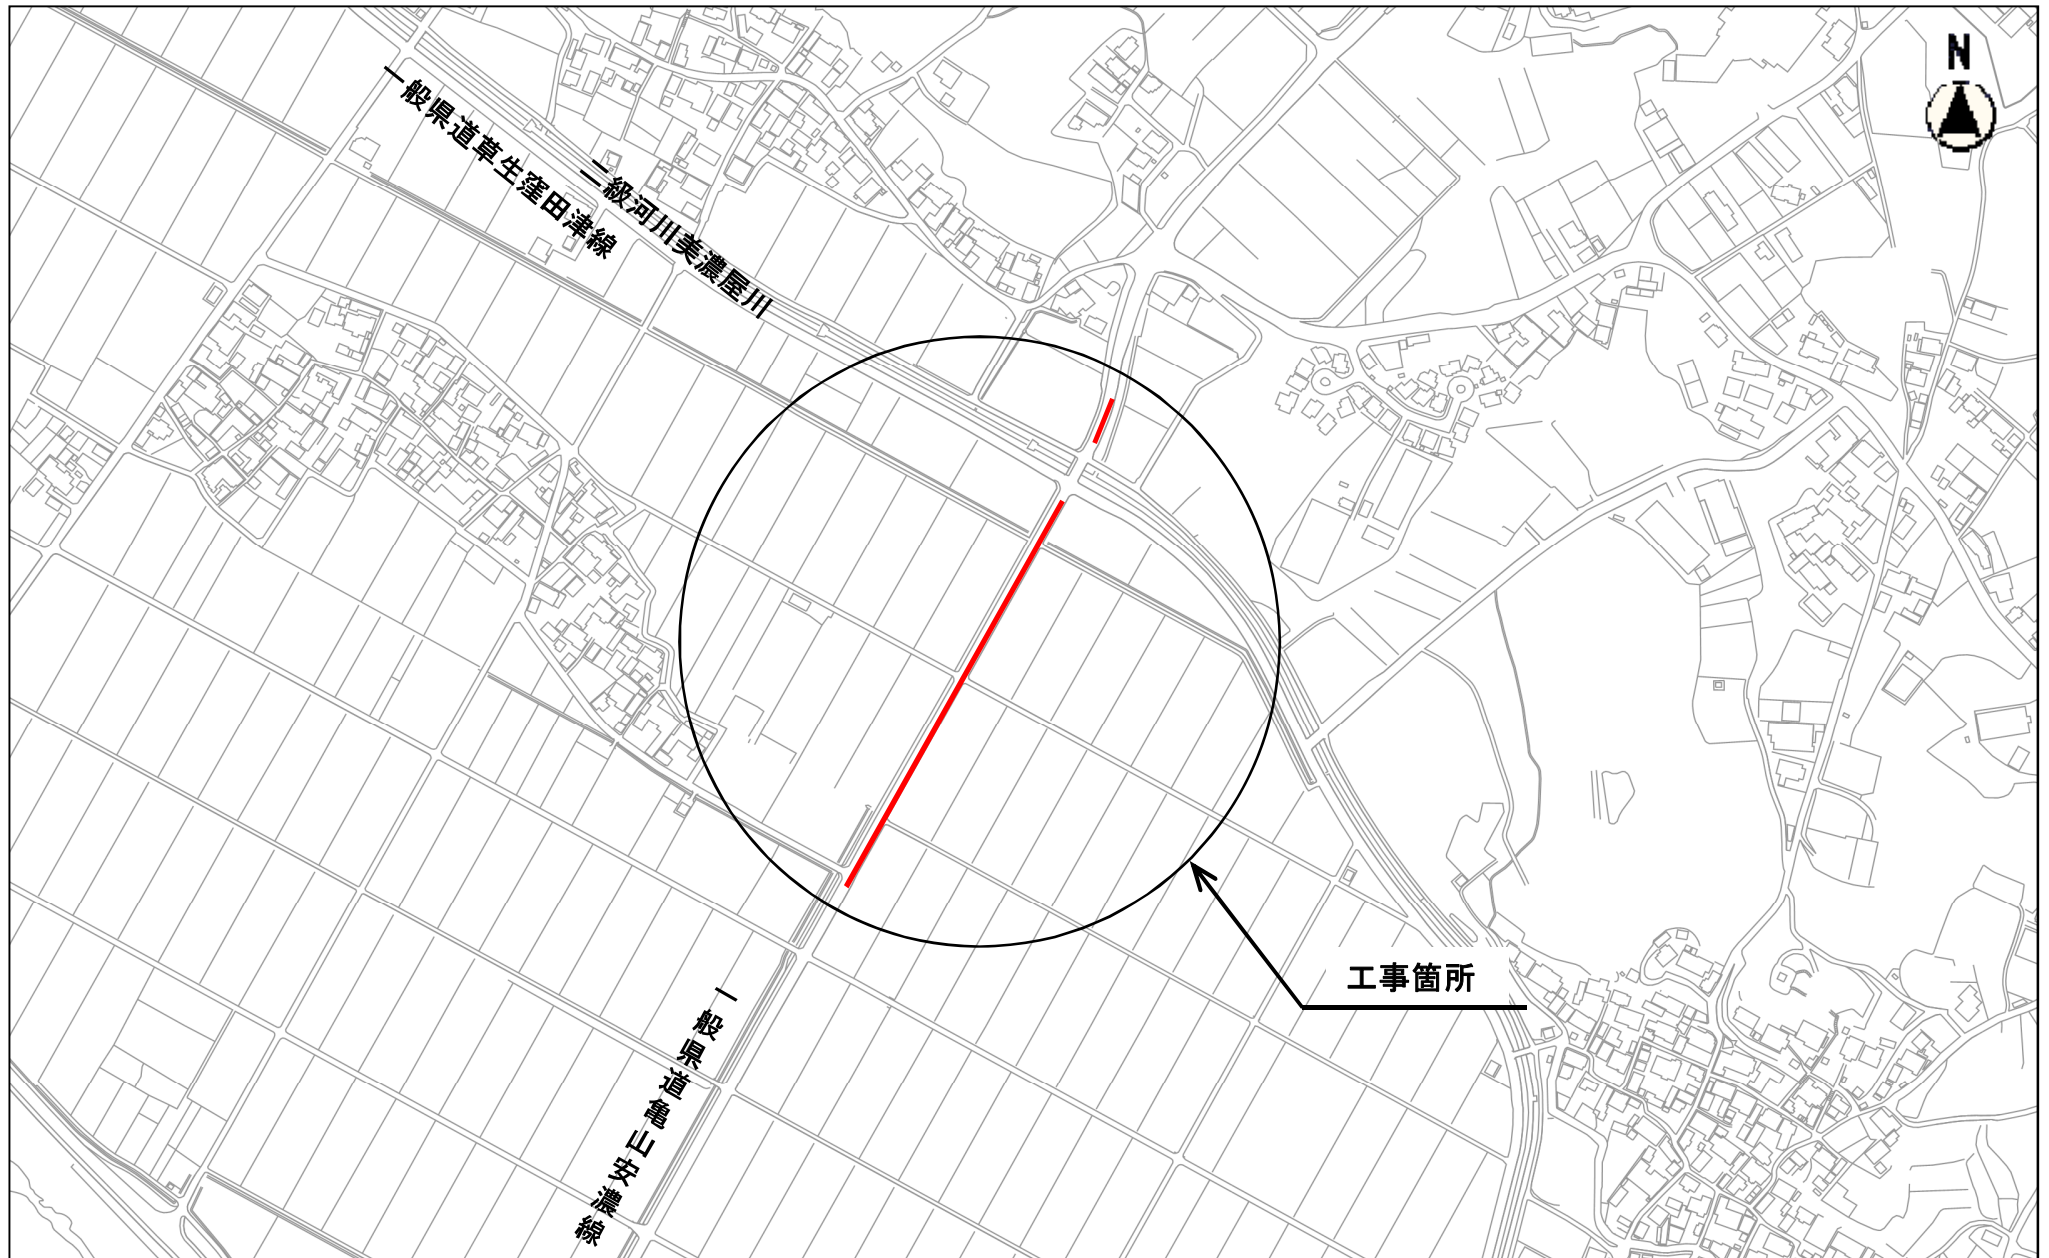 N
一般県道草生窪田津線
二級河川美濃屋川
工事箇所
一般県道亀山安濃線